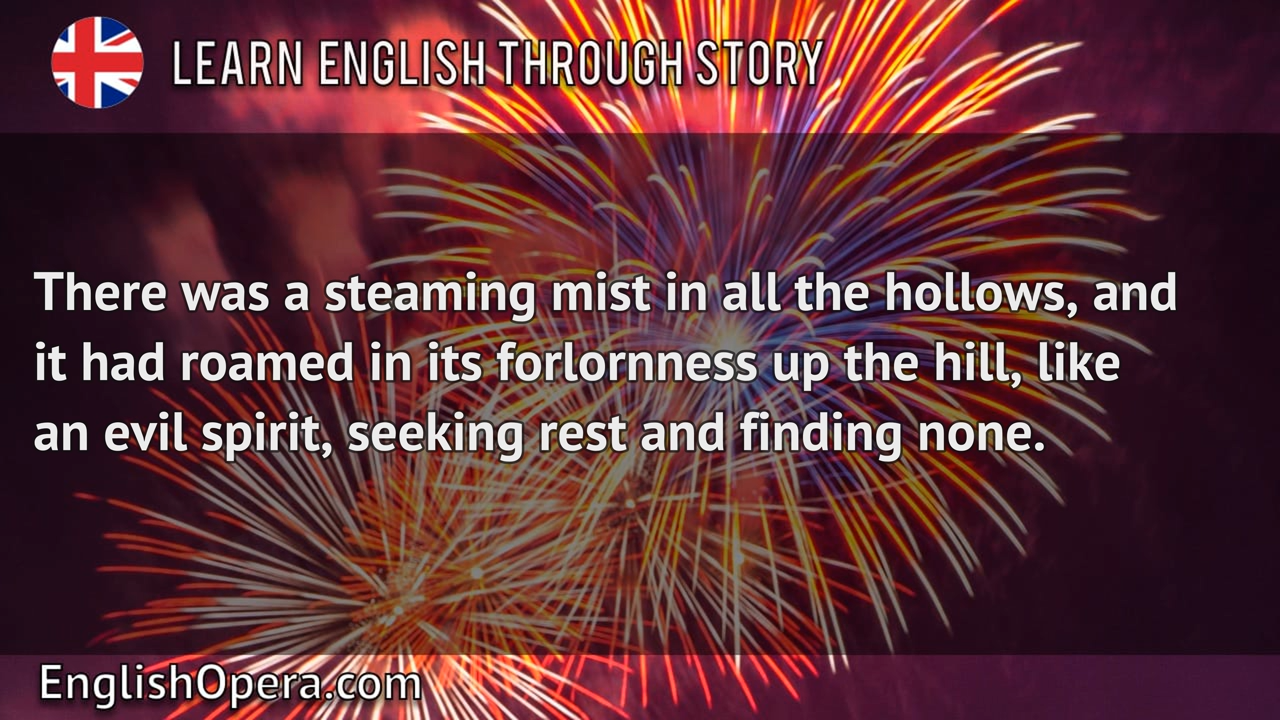 LEARN ENGLISH THROUGH STORY
There was a steaming mist in all the hollows, and
it had roamed in its forlornness up the hill, like
an evil spirit, seeking rest and finding none.
EnglishOpera.com